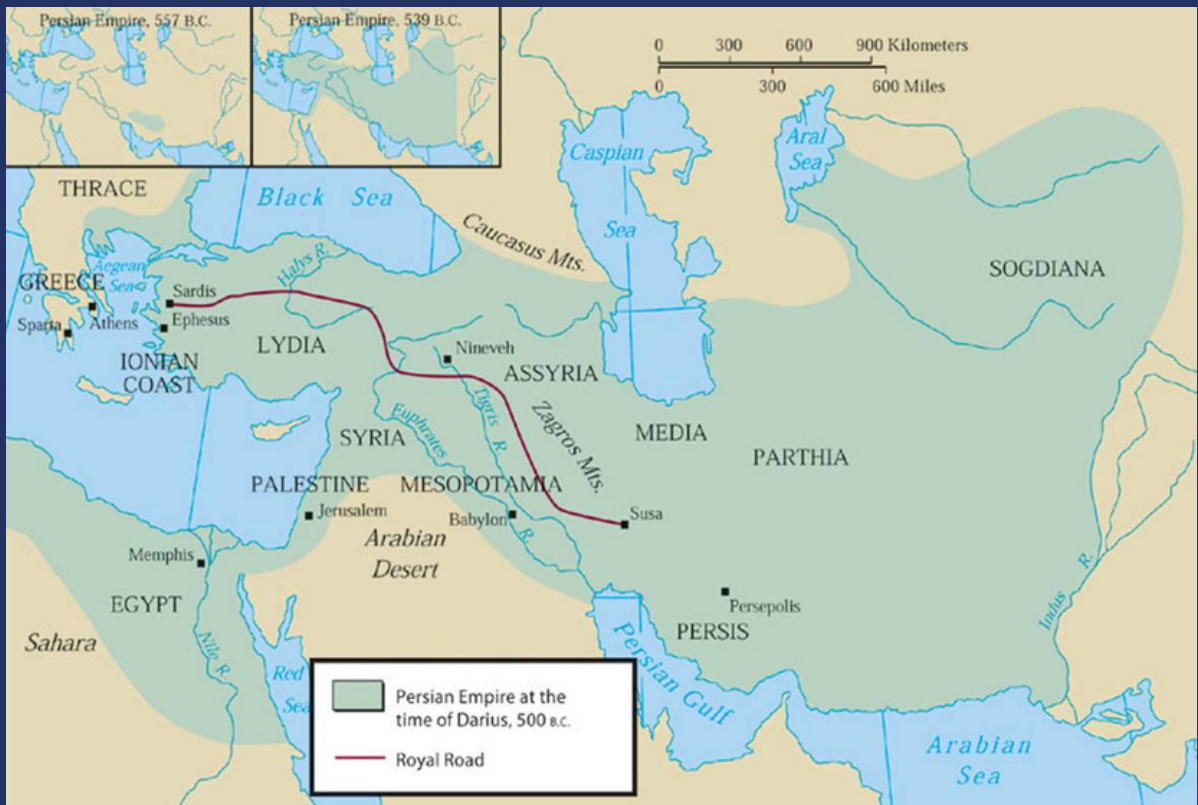 Persian Empire, 557 B.C.
Persian Empire, 539 B.C.
0 300 600 900 Kilometers
0 300 600 Miles
THRACE
Black Sea
Caspian
Sea
Aral
Sea
Caucasus Mts.
SOGDIANA
GREECE
Aegean
Sea
Halys R.
Sardis
Sparta
Athens
Ephesus
IONIAN
COAST
LYDIA
Nineveh
ASSYRIA
Tigris R.
Zagros Mts.
MEDIA
PARTHIA
SYRIA
Euphrates
R.
PALESTINE
MESOPOTAMIA
Jerusalem
Babylon
Susa
Arabian
Desert
Memphis
EGYPT
Persepolis
PERSIS
Indus R.
Sahara
Nile R.
Red
Sea
Persian Gulf
Arabian
Sea
Persian Empire at the
time of Darius, 500 B.C.
Royal Road